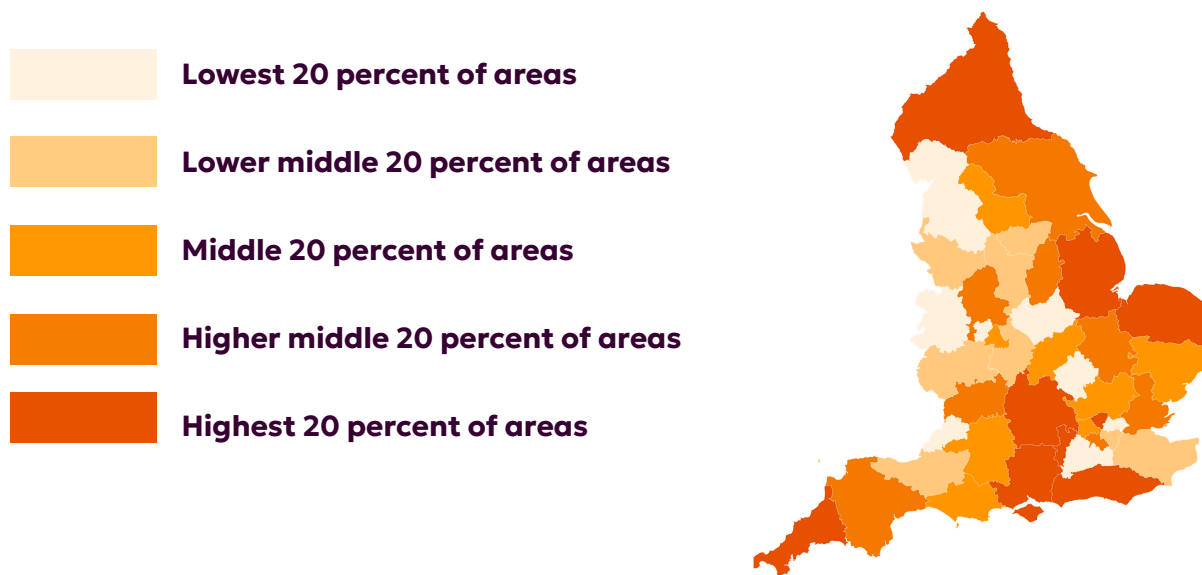 Lowest 20 percent of areas
Lower middle 20 percent of areas
Middle 20 percent of areas
Higher middle 20 percent of areas
Highest 20 percent of areas